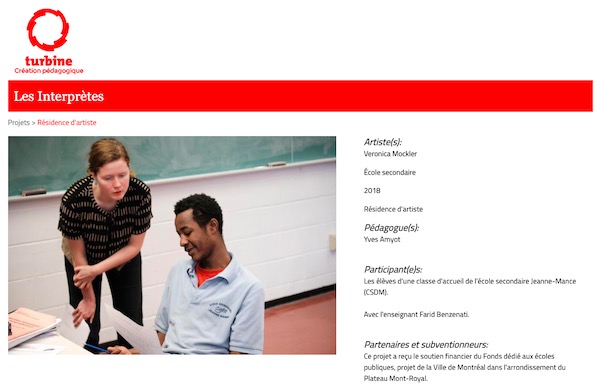 turbine
Création pédagogique
Les Interprètes
Projets > Résidence d'artiste
Artiste(s):
Veronica Mockler
École secondaire
2018
Résidence d'artiste
Pédagogue(s):
Yves Amyot
Participant(e)s:
Les élèves d'une classe d'accueil de l'école secondaire Jeanne-Mance
(CSDM).
Avec l'enseignant Farid Benzenati.
Partenaires et subventionneurs:
Ce projet a reçu le soutien financier du Fonds dédié aux écoles
publiques, projet de la Ville de Montréal dans l'arrondissement du
Plateau Mont-Royal.